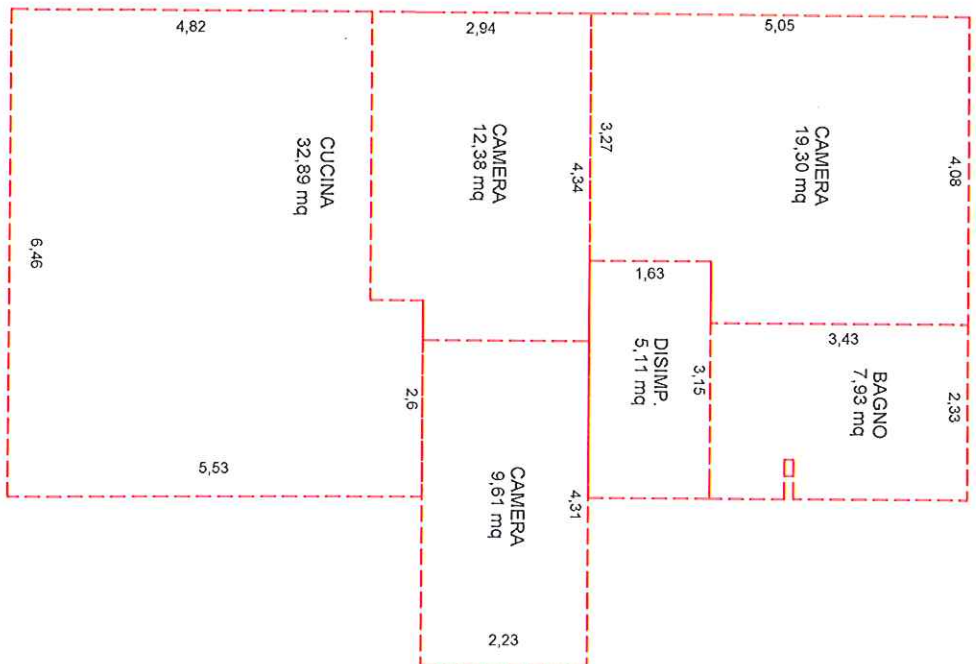 4,82
2,94
5,05
CUCINA
32,89 mq
CAMERA
12,38 mq
4,34
3,27
CAMERA
19,30 mq
4,08
6,46
1,63
DISIMP.
5,11 mq
3,15
3,43
BAGNO
7,93 mq
2,33
2,6
5,53
CAMERA
9,61 mq
4,31
2,23